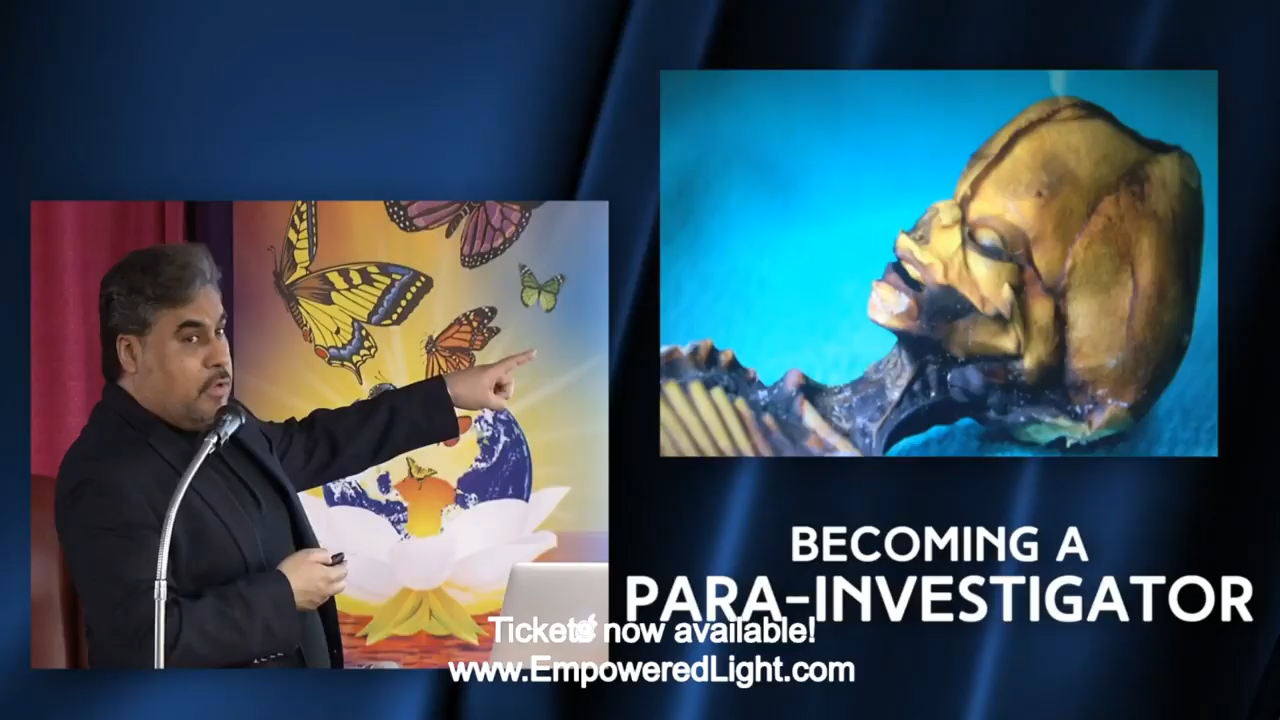 BECOMING A
PARA-INVESTIGATOR
Tickets now available!
www.EmpoweredLight.com